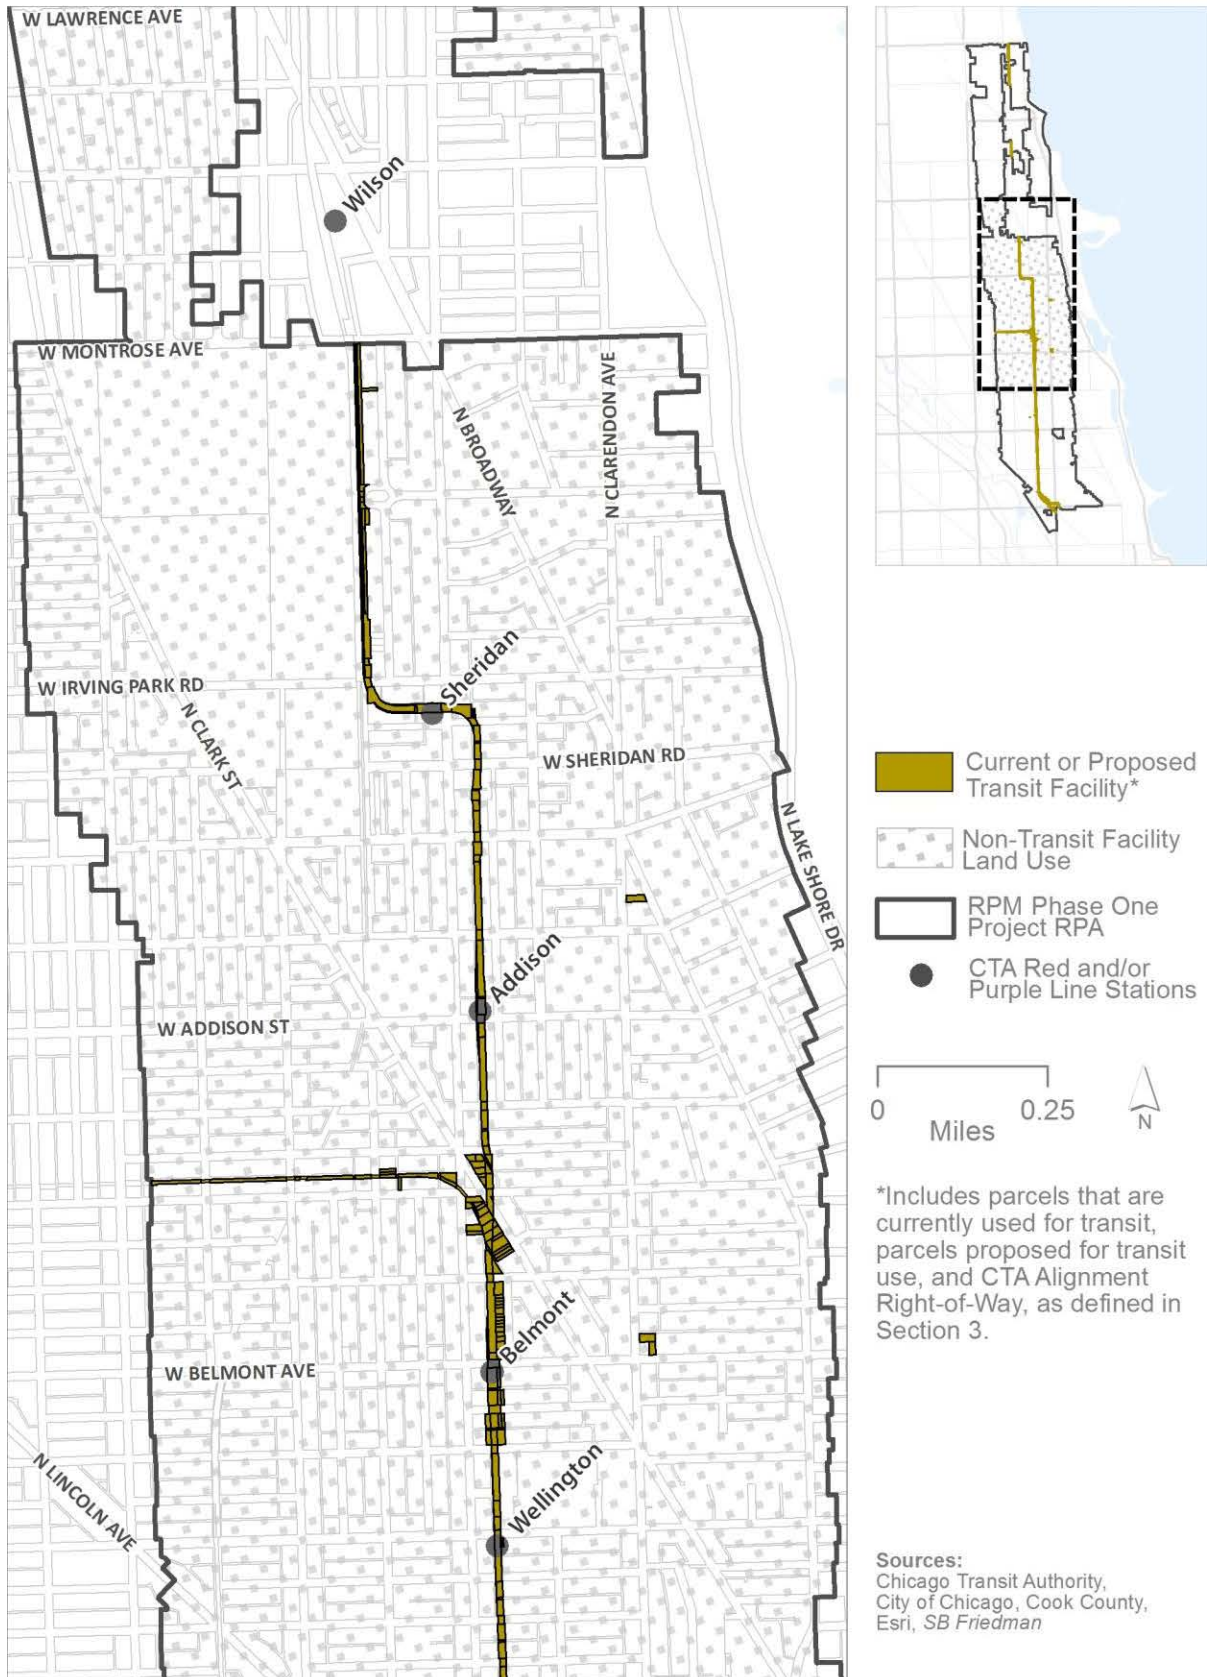 W LAWRENCE AVE
Wilson
W MONTROSE AVE
N BROADWAY
N CLARENDON AVE
Sheridan
W IRVING PARK RD
N CLARK ST
W SHERIDAN RD
N LAKE SHORE DR
Addison
W ADDISON ST
Belmont
W BELMONT AVE
Wellington
N LINCOLN AVE
Current or Proposed
Transit Facility*
Non-Transit Facility
Land Use
RPM Phase One
Project RPA
CTA Red and/or
Purple Line Stations
0 0.25
Miles
N
*Includes parcels that are
currently used for transit,
parcels proposed for transit
use, and CTA Alignment
Right-of-Way, as defined in
Section 3.
Sources:
Chicago Transit Authority,
City of Chicago, Cook County,
Esri, SB Friedman